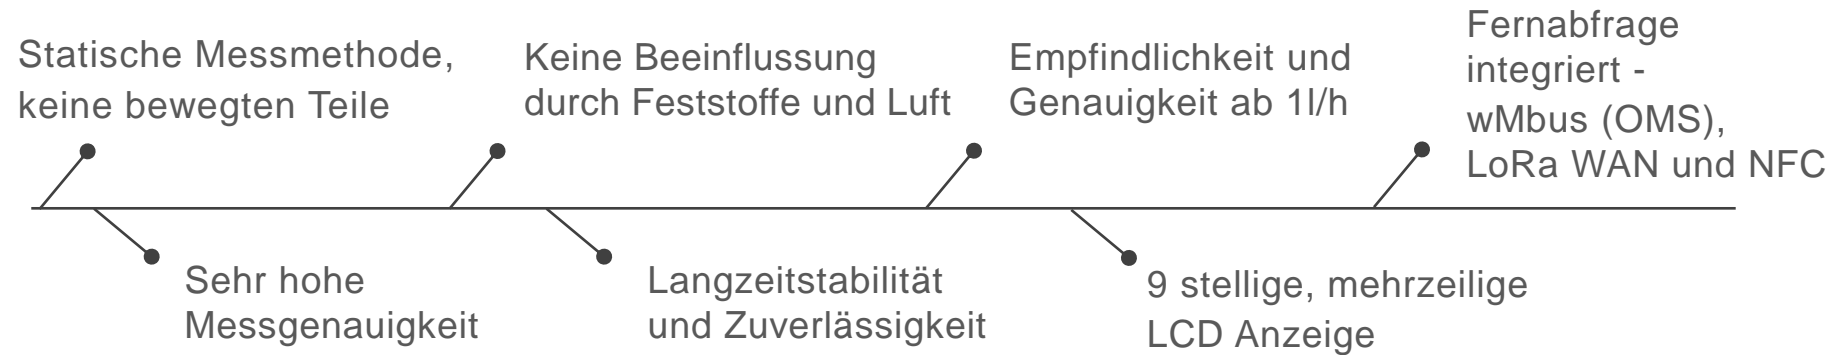 Statische Messmethode,
keine bewegten Teile
Keine Beeinflussung
durch Feststoffe und Luft
Empfindlichkeit und
Genauigkeit ab 1l/h
Fernabfrage
integriert -
wMbus (OMS),
LoRa WAN und NFC
Sehr hohe
Messgenauigkeit
Langzeitstabilität
und Zuverlässigkeit
9 stellige, mehrzeilige
LCD Anzeige